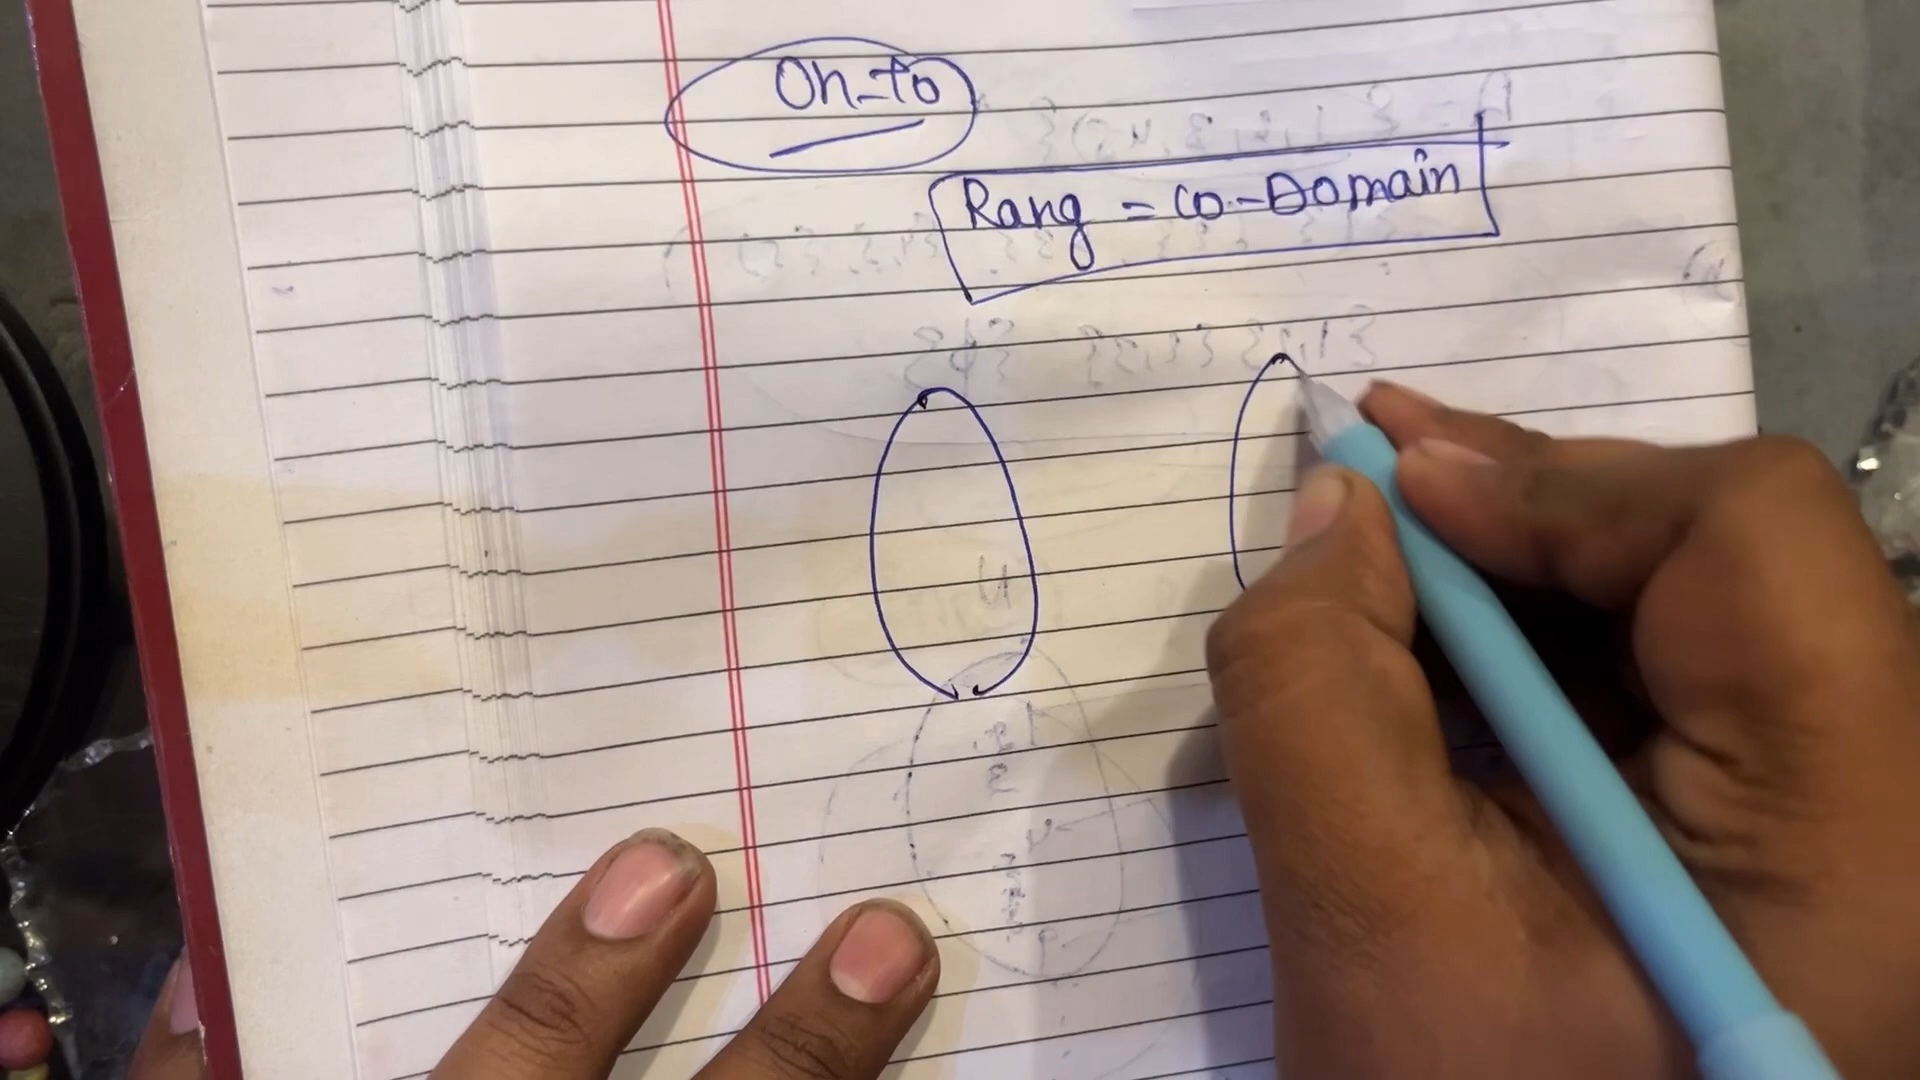 On-to
Rang = co-Domain